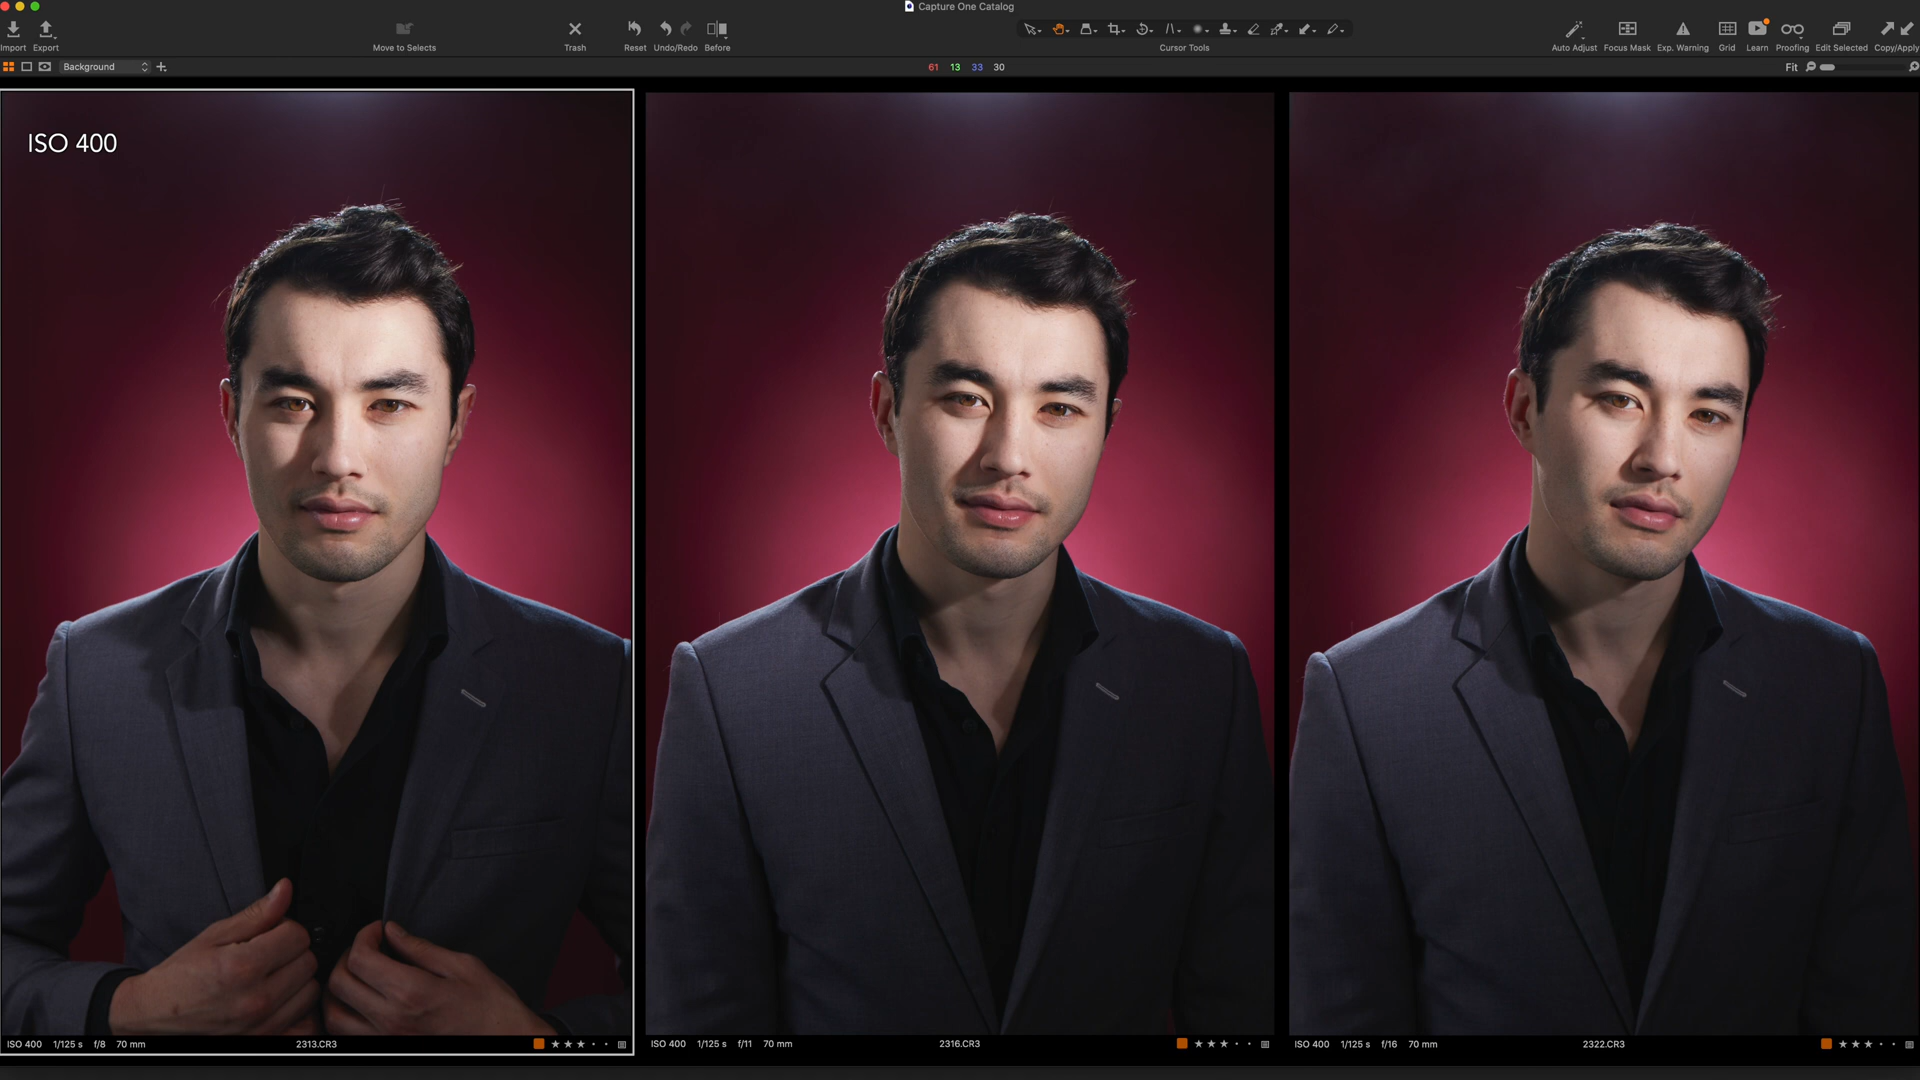 Capture One Catalog
Import Export Move to Selects Trash Reset Undo/Redo Before Cursor Tools Auto Adjust Focus Mask Exp. Warning Grid Learn Proofing Edit Selected Copy/Apply
Background 61 13 33 30 Fit
ISO 400
ISO 400 1/125 s f/8 70 mm 2313.CR3
ISO 400 1/125 s f/11 70 mm 2316.CR3
ISO 400 1/125 s f/16 70 mm 2322.CR3